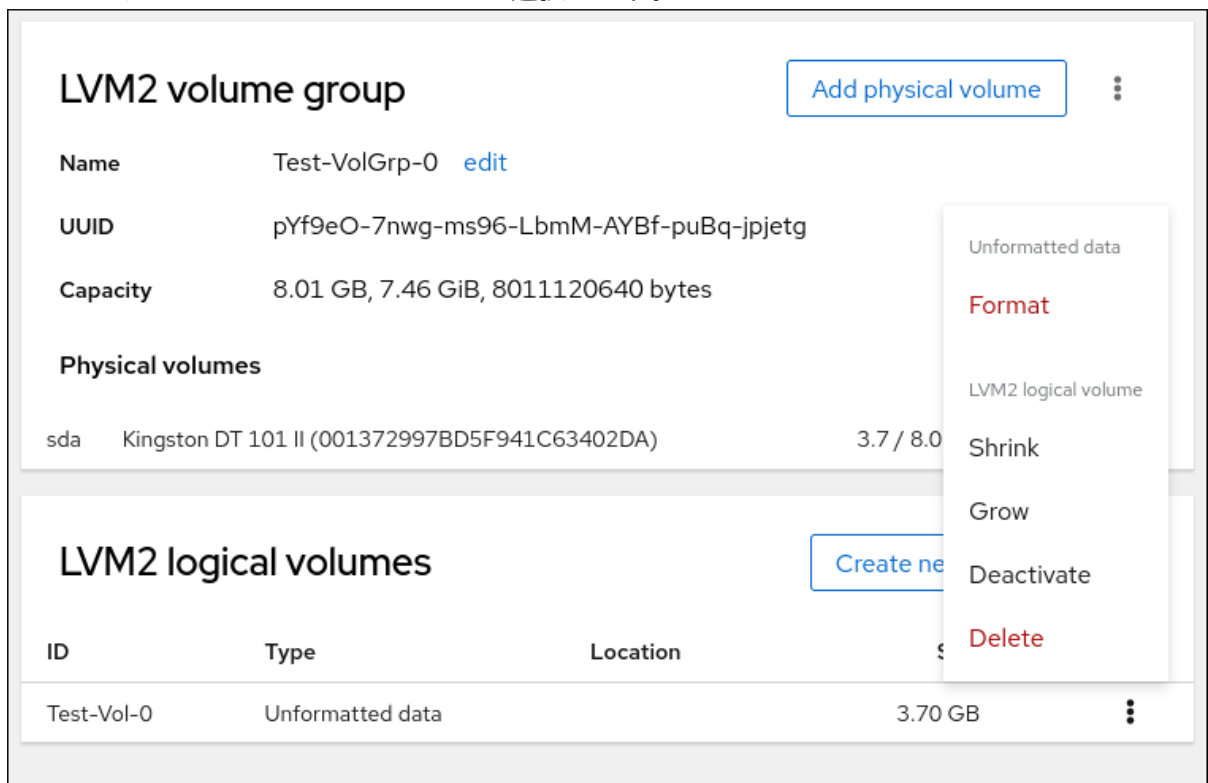 LVM2 volume group
Add physical volume
Name Test-VolGrp-0 edit
UUID pYf9eO-7nwg-ms96-LbmM-AYBf-puBq-jpjetg
Capacity 8.01 GB, 7.46 GiB, 8011120640 bytes
Physical volumes
sda Kingston DT 101 II (001372997BD5F941C63402DA) 3.7 / 8.0
Unformatted data
Format
LVM2 logical volume
Shrink
Grow
Deactivate
Delete
LVM2 logical volumes
Create
ID Type Location
Test-Vol-0 Unformatted data 3.70 GB